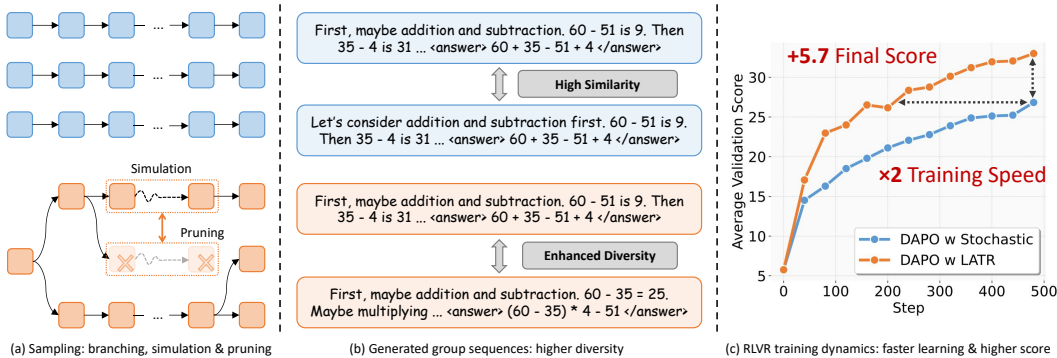 ...
...
...
Simulation
Pruning
...
(a) Sampling: branching, simulation & pruning
First, maybe addition and subtraction. 60 - 51 is 9. Then
35 - 4 is 31 ... <answer> 60 + 35 - 51 + 4 </answer>
High Similarity
Let's consider addition and subtraction first. 60 - 51 is 9.
Then 35 - 4 is 31 ... <answer> 60 + 35 - 51 + 4 </answer>
First, maybe addition and subtraction. 60 - 51 is 9. Then
35 - 4 is 31 ... <answer> 60 + 35 - 51 + 4 </answer>
Enhanced Diversity
First, maybe addition and subtraction. 60 - 35 = 25.
Maybe multiplying ... <answer> (60 - 35) * 4 - 51 </answer>
(b) Generated group sequences: higher diversity
+5.7 Final Score
×2 Training Speed
Average Validation Score
30
25
20
15
10
5
DAPO w Stochastic
DAPO w LATR
0
100
200
300
400
500
Step
(c) RLVR training dynamics: faster learning & higher score